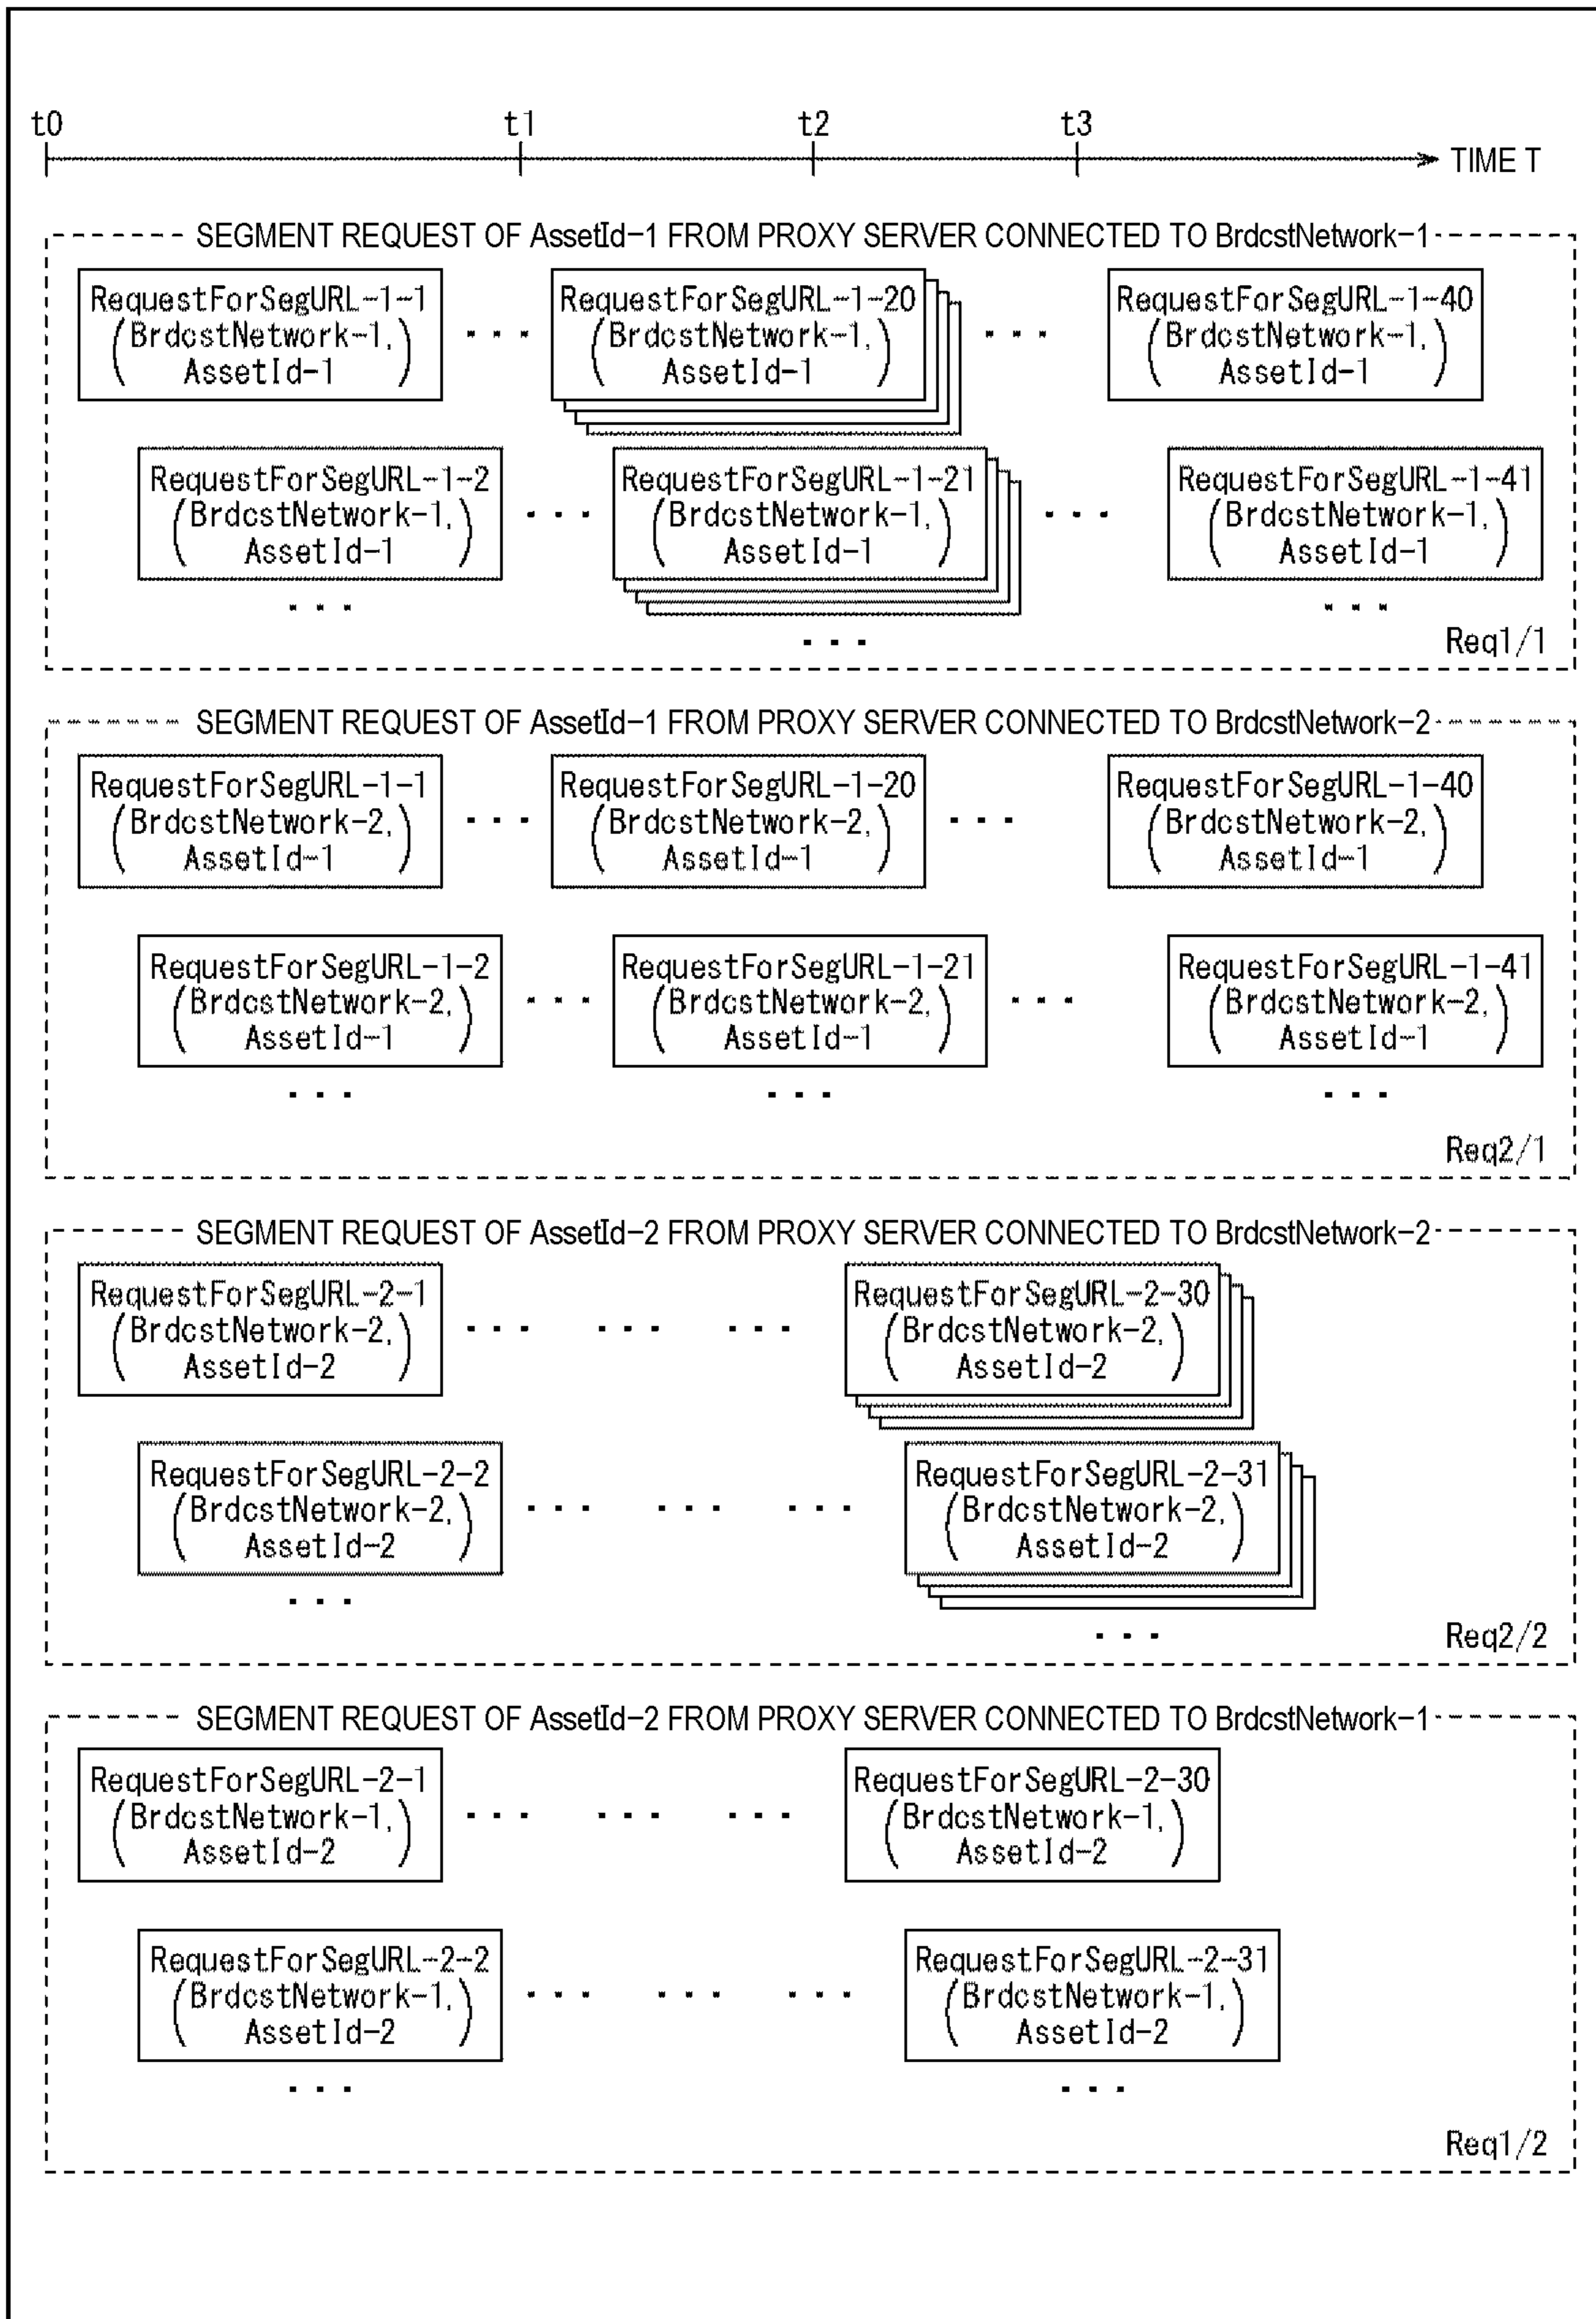 t0 t1 t2 t3
TIME T
SEGMENT REQUEST OF AssetId-1 FROM PROXY SERVER CONNECTED TO BrdcstNetwork-1
RequestForSegURL-1-1
(BrdcstNetwork-1,
AssetId-1)
...
RequestForSegURL-1-20
(BrdcstNetwork-1,
AssetId-1)
...
RequestForSegURL-1-40
(BrdcstNetwork-1,
AssetId-1)
RequestForSegURL-1-2
(BrdcstNetwork-1,
AssetId-1)
...
RequestForSegURL-1-21
(BrdcstNetwork-1,
AssetId-1)
...
RequestForSegURL-1-41
(BrdcstNetwork-1,
AssetId-1)
... ... ...
Req1/1
SEGMENT REQUEST OF AssetId-1 FROM PROXY SERVER CONNECTED TO BrdcstNetwork-2
RequestForSegURL-1-1
(BrdcstNetwork-2,
AssetId-1)
...
RequestForSegURL-1-20
(BrdcstNetwork-2,
AssetId-1)
...
RequestForSegURL-1-40
(BrdcstNetwork-2,
AssetId-1)
RequestForSegURL-1-2
(BrdcstNetwork-2,
AssetId-1)
...
RequestForSegURL-1-21
(BrdcstNetwork-2,
AssetId-1)
...
RequestForSegURL-1-41
(BrdcstNetwork-2,
AssetId-1)
... ... ...
Req2/1
SEGMENT REQUEST OF AssetId-2 FROM PROXY SERVER CONNECTED TO BrdcstNetwork-2
RequestForSegURL-2-1
(BrdcstNetwork-2,
AssetId-2)
... ... ...
RequestForSegURL-2-30
(BrdcstNetwork-2,
AssetId-2)
RequestForSegURL-2-2
(BrdcstNetwork-2,
AssetId-2)
... ... ...
RequestForSegURL-2-31
(BrdcstNetwork-2,
AssetId-2)
... ...
Req2/2
SEGMENT REQUEST OF AssetId-2 FROM PROXY SERVER CONNECTED TO BrdcstNetwork-1
RequestForSegURL-2-1
(BrdcstNetwork-1,
AssetId-2)
... ... ...
RequestForSegURL-2-30
(BrdcstNetwork-1,
AssetId-2)
RequestForSegURL-2-2
(BrdcstNetwork-1,
AssetId-2)
... ... ...
RequestForSegURL-2-31
(BrdcstNetwork-1,
AssetId-2)
... ...
Req1/2